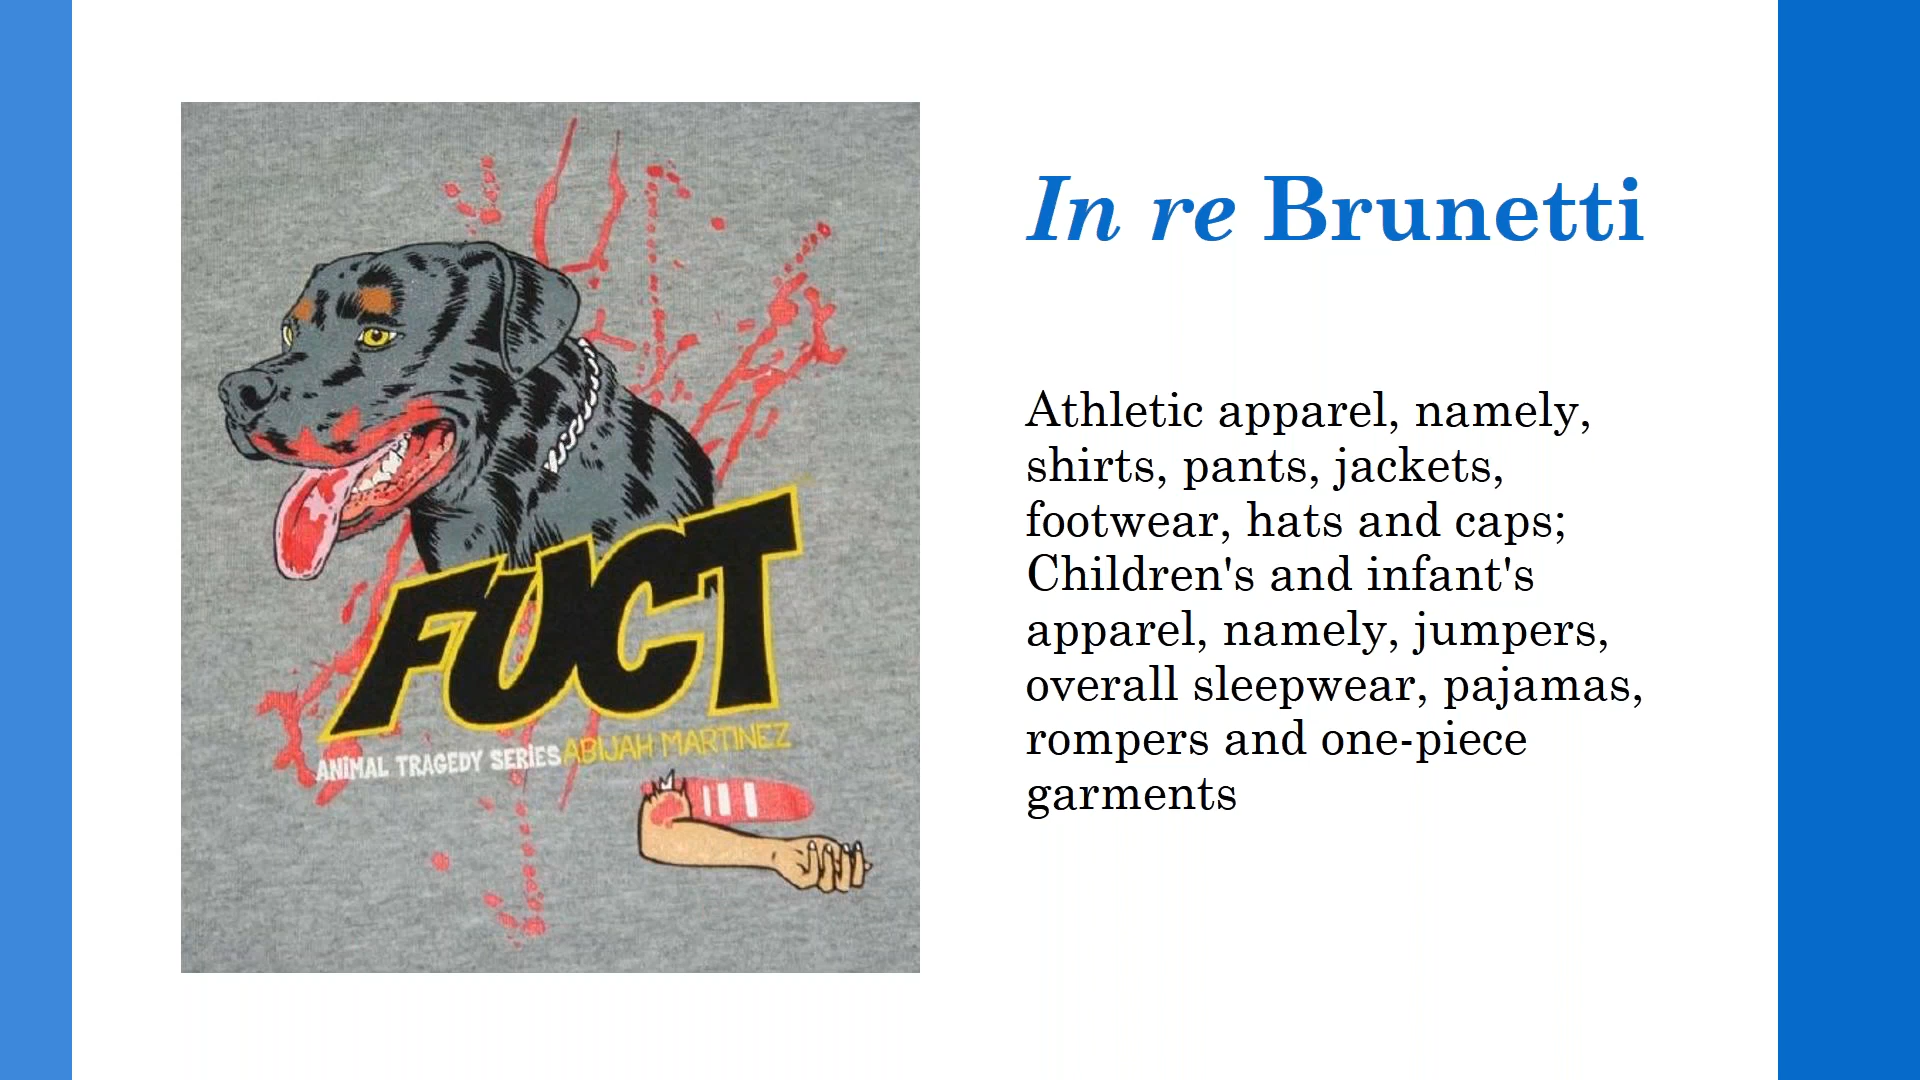 In re Brunetti
FUCT
ANiMAL TRAGEDY SERiES ABIJAH MARTINEZ
Athletic apparel, namely,
shirts, pants, jackets,
footwear, hats and caps;
Children's and infant's
apparel, namely, jumpers,
overall sleepwear, pajamas,
rompers and one-piece
garments